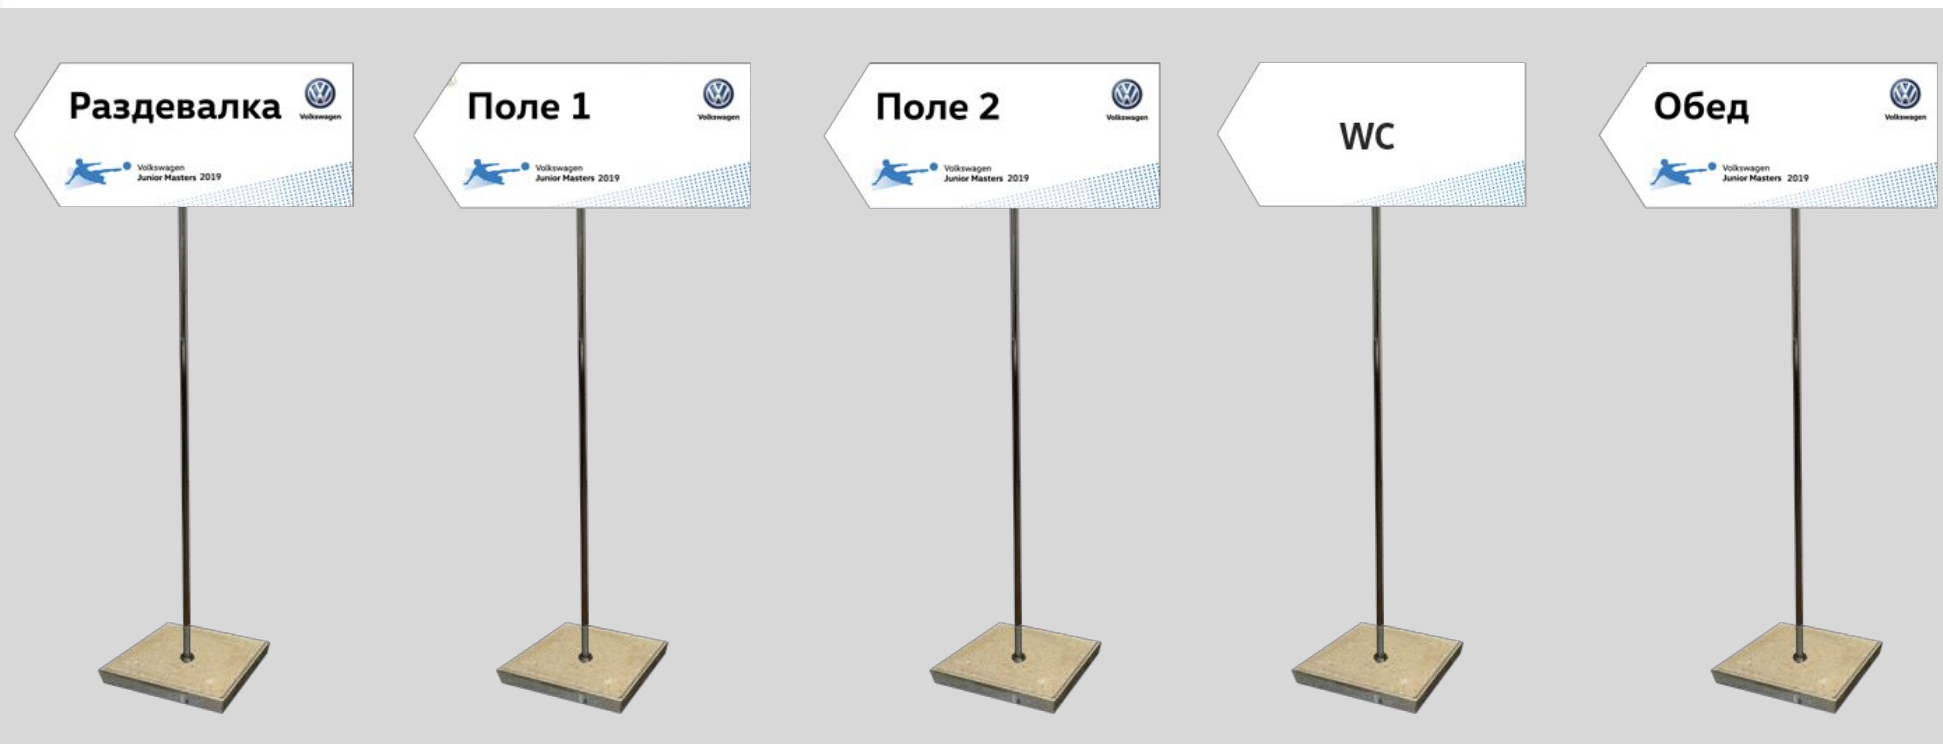 Раздевалка
Volkswagen
Volkswagen
Junior Masters 2019
Поле 1
Volkswagen
Volkswagen
Junior Masters 2019
Поле 2
Volkswagen
Volkswagen
Junior Masters 2019
WC
Обед
Volkswagen
Volkswagen
Junior Masters 2019